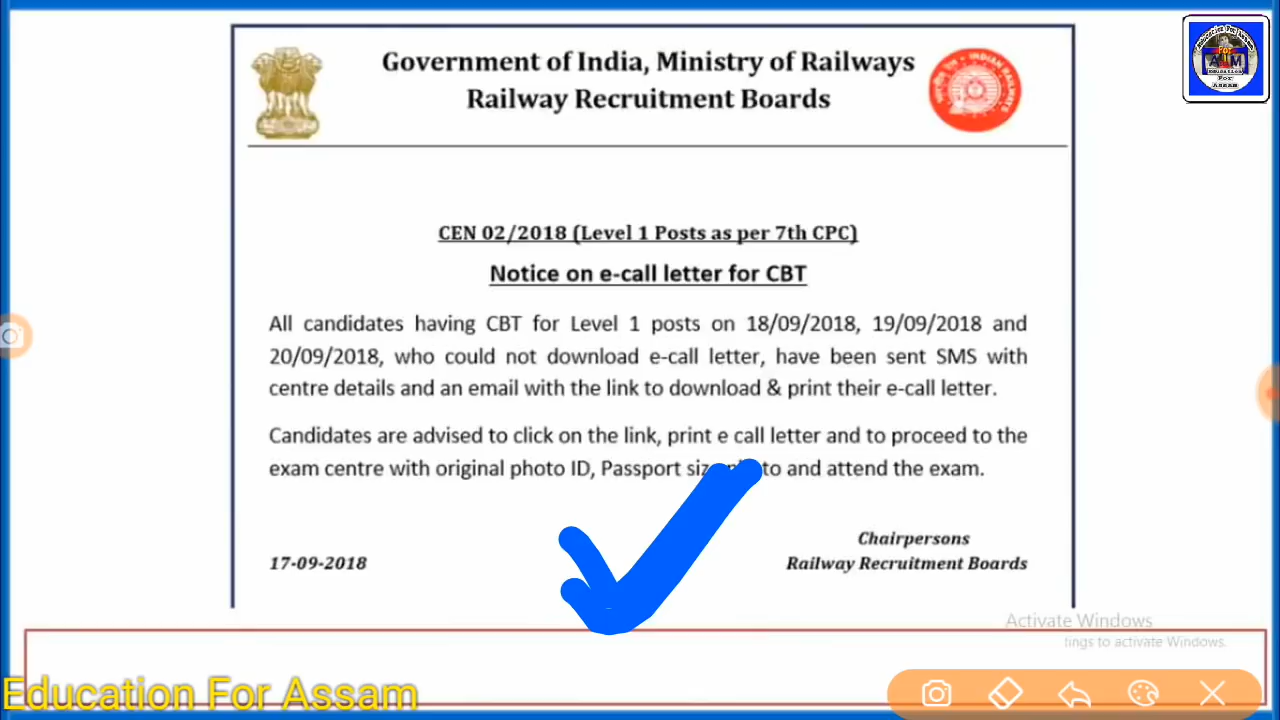 Government of India, Ministry of Railways
Railway Recruitment Boards
CEN 02/2018 (Level 1 Posts as per 7th CPC)
Notice on e-call letter for CBT
All candidates having CBT for Level 1 posts on 18/09/2018, 19/09/2018 and
20/09/2018, who could not download e-call letter, have been sent SMS with
centre details and an email with the link to download & print their e-call letter.
Candidates are advised to click on the link, print e call letter and to proceed to the
exam centre with original photo ID, Passport and attend the exam.
Chairpersons
17-09-2018 Railway Recruitment Boards
Activate Windows
to activate Windows.
Education For Assam